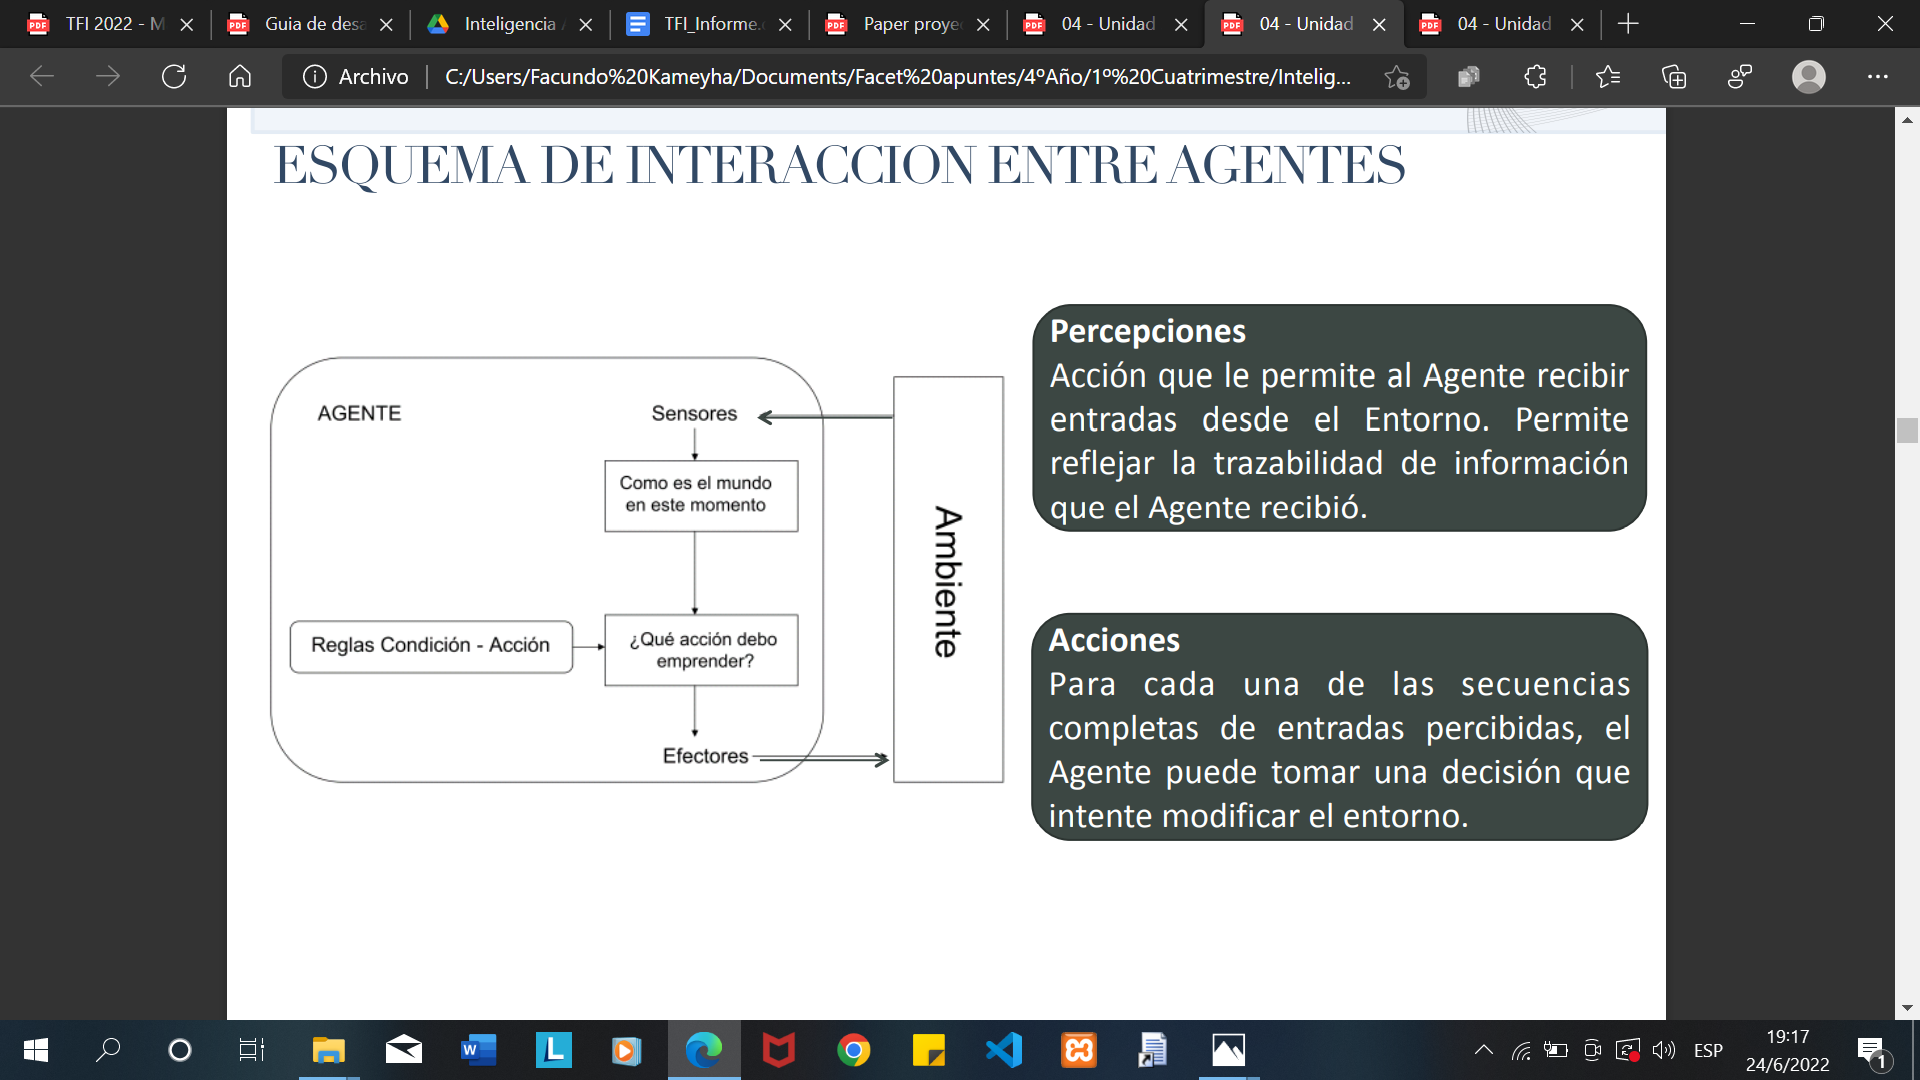 TFI 2022 - M
Guia de desa
Inteligencia
TFI_Informe.
Paper proye
04 - Unidad
04 - Unidad
04 - Unidad
Archivo
C:/Users/Facundo%20Kameyha/Documents/Facet%20apuntes/4ºAño/1º%20Cuatrimestre/Intelig...
ESQUEMA DE INTERACCION ENTRE AGENTES
AGENTE
Sensores
Como es el mundo
en este momento
Reglas Condición - Acción
¿Qué acción debo
emprender?
Efectores
Ambiente
Percepciones
Acción que le permite al Agente recibir
entradas desde el Entorno. Permite
reflejar la trazabilidad de información
que el Agente recibió.
Acciones
Para cada una de las secuencias
completas de entradas percibidas, el
Agente puede tomar una decisión que
intente modificar el entorno.
ESP
19:17
24/6/2022
1